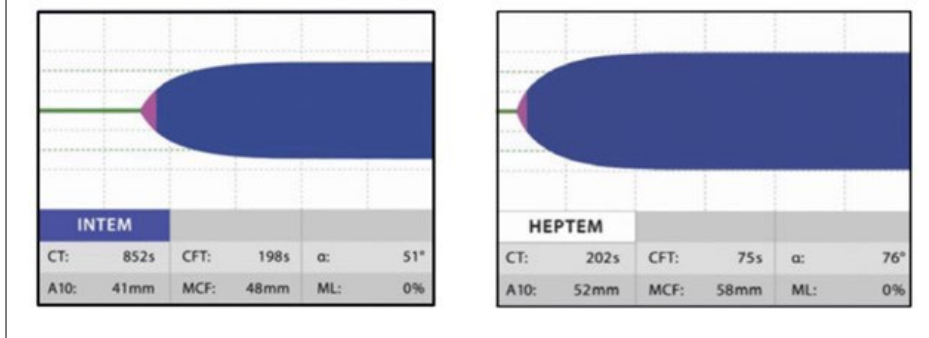 INTEM
CT: 852s CFT: 198s α: 51°
A10: 41mm MCF: 48mm ML: 0%
HEPTEM
CT: 202s CFT: 75s α: 76°
A10: 52mm MCF: 58mm ML: 0%